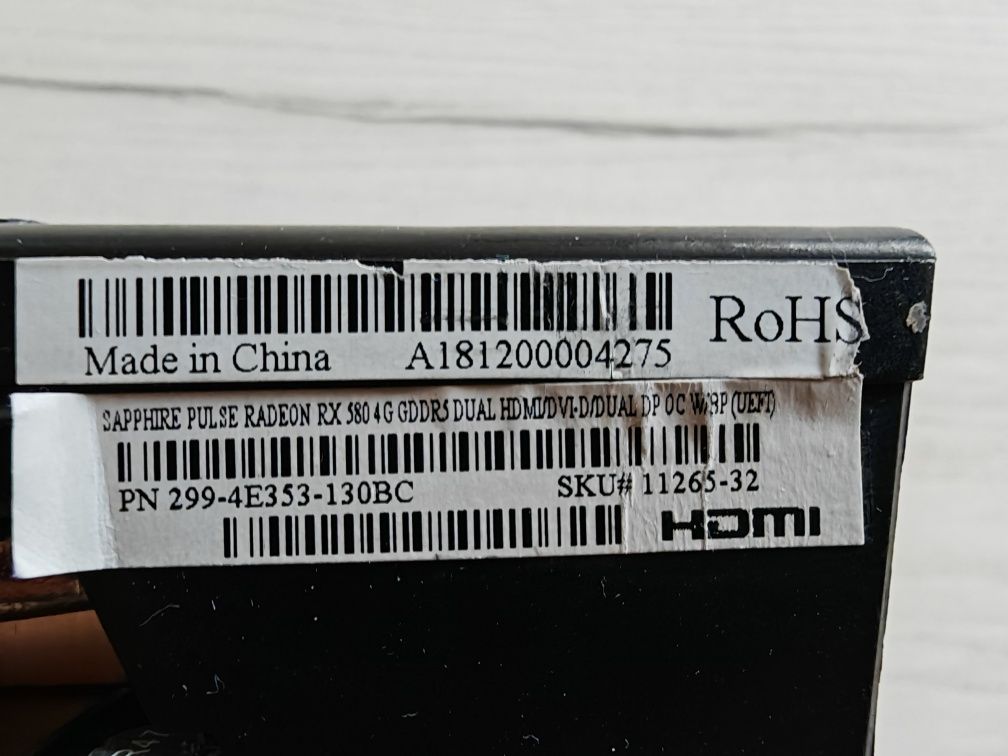 Made in China A181200004275 RoHS
SAPPHIRE PULSE RADEON RX 580 4G GDDR5 DUAL HDMI/DVI-D/DUAL DP OC W/BP (UEFI)
PN 299-4E353-130BC SKU# 11265-32
HDMI